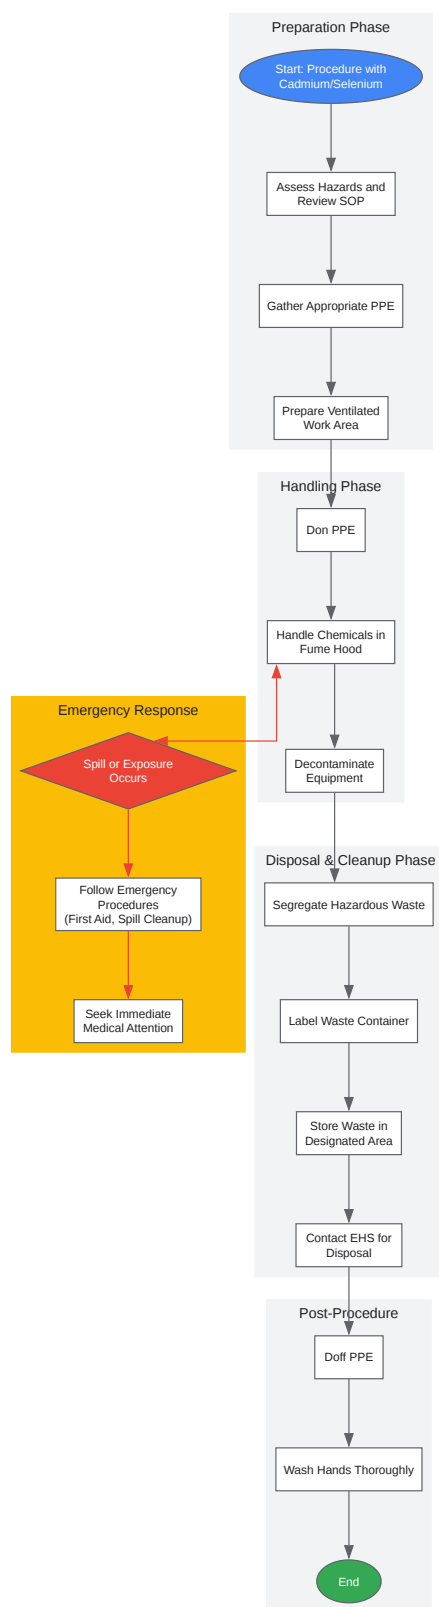 Preparation Phase
Start: Procedure with
Cadmium/Selenium
Assess Hazards and
Review SOP
Gather Appropriate PPE
Prepare Ventilated
Work Area
Handling Phase
Don PPE
Handle Chemicals in
Fume Hood
Decontaminate
Equipment
Emergency Response
Spill or Exposure
Occurs
Follow Emergency
Procedures
(First Aid, Spill Cleanup)
Seek Immediate
Medical Attention
Disposal & Cleanup Phase
Segregate Hazardous Waste
Label Waste Container
Store Waste in
Designated Area
Contact EHS for
Disposal
Post-Procedure
Doff PPE
Wash Hands Thoroughly
End